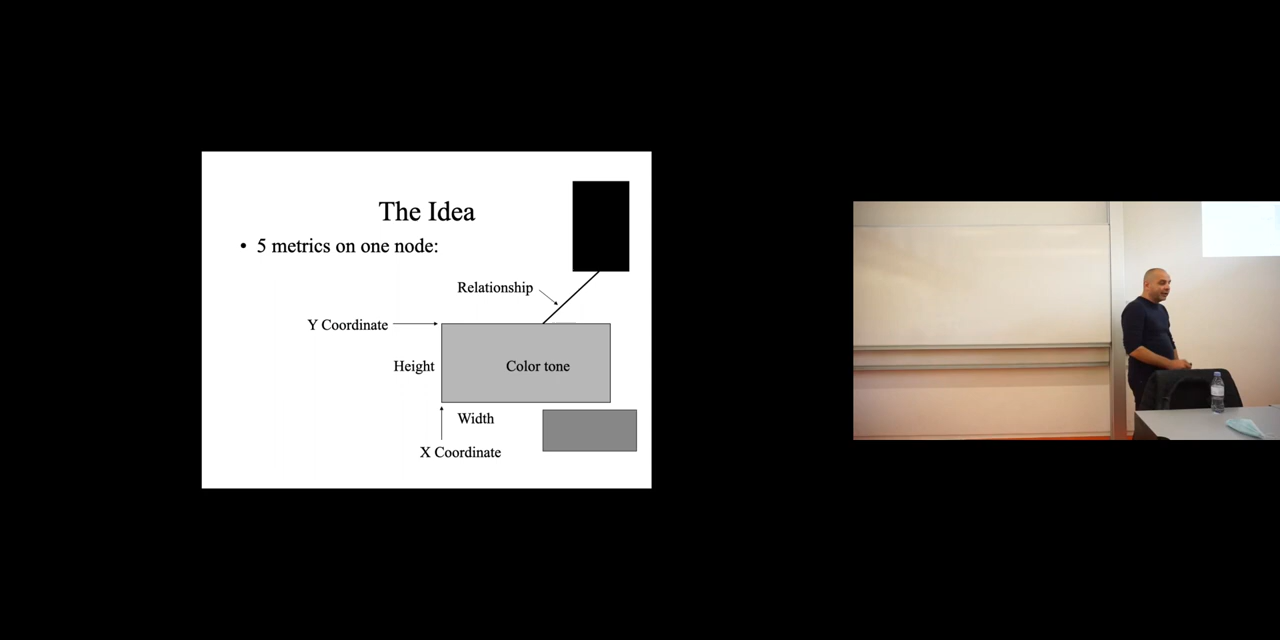 The Idea
• 5 metrics on one node:
Relationship
Y Coordinate
Height
Color tone
Width
X Coordinate